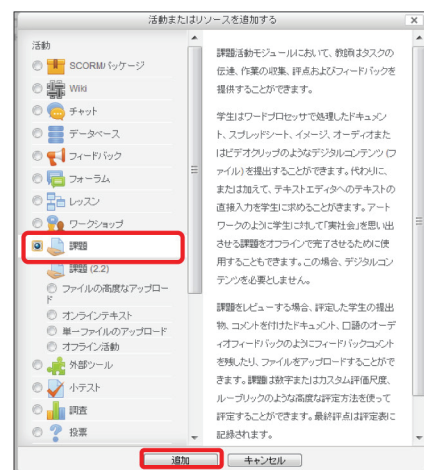 活動またはリソースを追加する
活動
SCORMパッケージ
Wiki
チャット
データベース
フィードバック
フォーラム
レッスン
ワークショップ
課題
課題 (2.2)
ファイルの高度なアップロー
ド
オンラインテキスト
単一ファイルのアップロード
オフライン活動
外部ツール
小テスト
調査
投票
課題活動モジュールにおいて、教師はタスクの
伝達、作業の収集、評点およびフィードバックを
提供することができます。
学生はワードプロセッサで処理したドキュメン
ト、スプレッドシート、イメージ、オーディオまた
はビデオクリップのようなデジタルコンテンツ (フ
ァイル) を提出することができます。代わりに、
または加えて、テキストエディタへのテキストの
直接入力を学生に求めることができます。アート
ワークのように学生に対して「実社会」を思い出
させる課題をオフラインで完了させるために使
用することもできます。この場合、デジタルコン
テンツを必要としません。
課題をレビューする場合、評定した学生の提出
物、コメントを付けたドキュメント、口語のオーデ
ィオフィードバックのようにフィードバックコメント
を残したり、ファイルをアップロードすることがで
きます。課題は数字またはカスタム評価尺度、
ルーブリックのような高度な評定方法を使って
評定することができます。最終評点は評定表に
記録されます。
追加
キャンセル